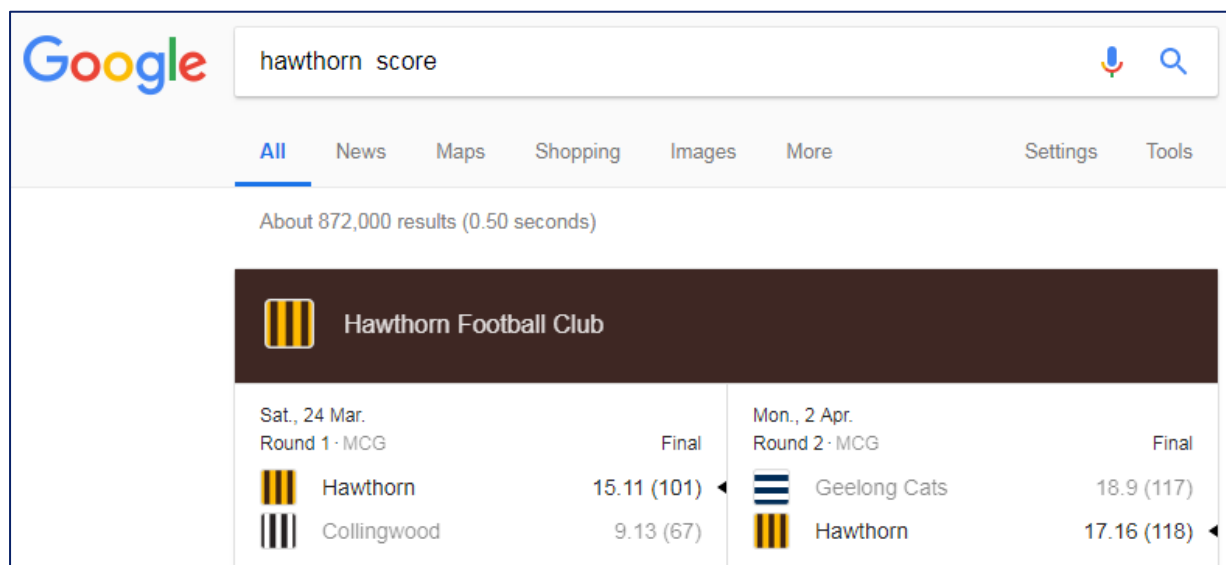 Google
hawthorn score
All News Maps Shopping Images More Settings Tools
About 872,000 results (0.50 seconds)
Hawthorn Football Club
Sat., 24 Mar.
Round 1 · MCG Final
Hawthorn 15.11 (101)
Collingwood 9.13 (67)
Mon., 2 Apr.
Round 2 · MCG Final
Geelong Cats 18.9 (117)
Hawthorn 17.16 (118)